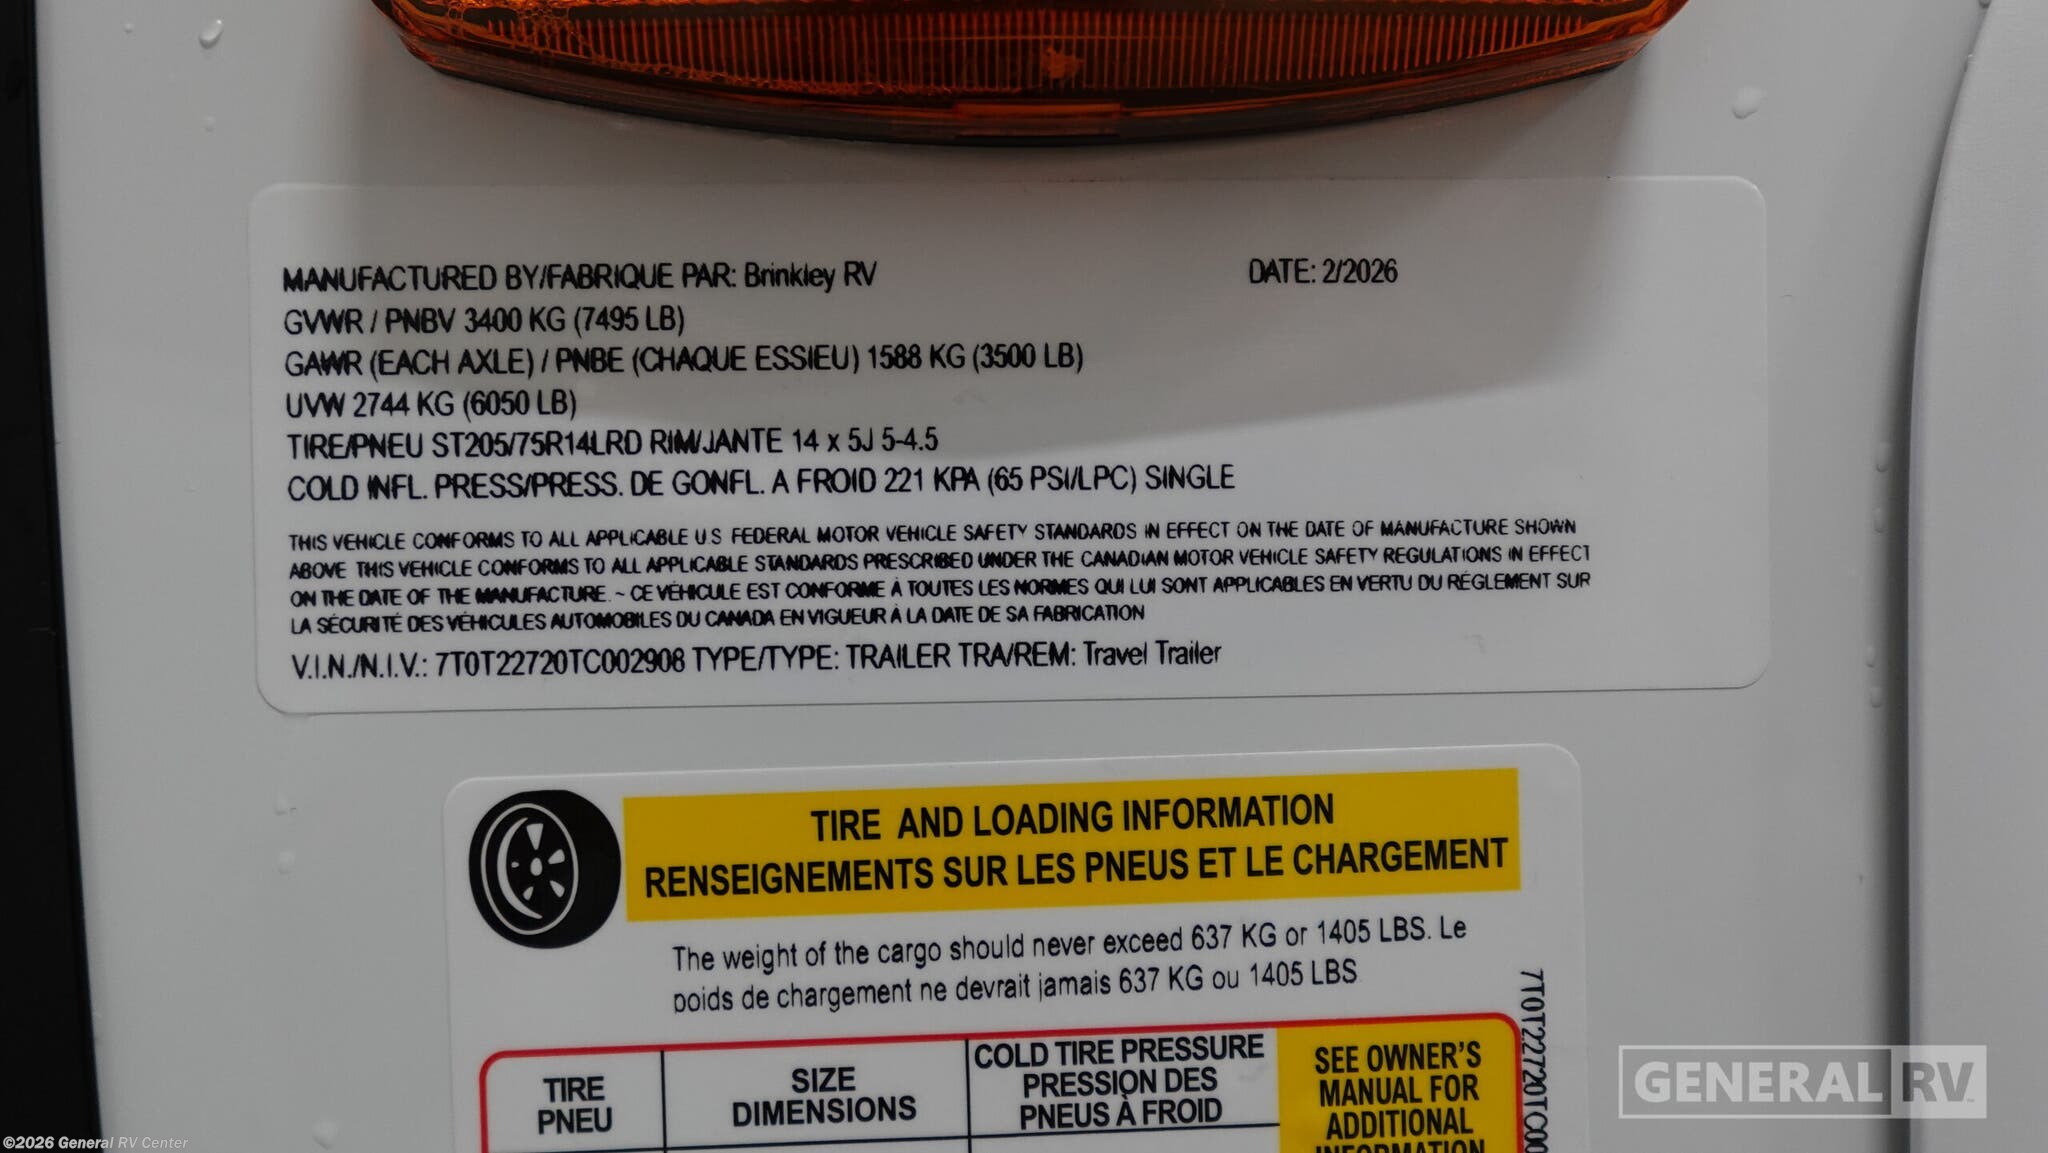 MANUFACTURED BY/FABRIQUE PAR: Brinkley RV DATE: 2/2026
GVWR / PNBV 3400 KG (7495 LB)
GAWR (EACH AXLE) / PNBE (CHAQUE ESSIEU) 1588 KG (3500 LB)
UVW 2744 KG (6050 LB)
TIRE/PNEU ST205/75R14LRD RIM/JANTE 14 x 5J 5-4.5
COLD INFL. PRESS/PRESS. DE GONFL. A FROID 221 KPA (65 PSI/LPC) SINGLE
THIS VEHICLE CONFORMS TO ALL APPLICABLE U.S FEDERAL MOTOR VEHICLE SAFETY STANDARDS IN EFFECT ON THE DATE OF MANUFACTURE SHOWN
ABOVE THIS VEHICLE CONFORMS TO ALL APPLICABLE STANDARDS PRESCRIBED UNDER THE CANADIAN MOTOR VEHICLE SAFETY REGULATIONS IN EFFECT
ON THE DATE OF THE MANUFACTURE. ~ CE VÉHICULE EST CONFORME À TOUTES LES NORMES QUI LUI SONT APPLICABLES EN VERTU DU RÉGLEMENT SUR
LA SÉCURITÉ DES VÉHICULES AUTOMOBILES DU CANADA EN VIGUEUR À LA DATE DE SA FABRICATION
V.I.N./N.I.V.: 7T0T22720TC002908 TYPE/TYPE: TRAILER TRA/REM: Travel Trailer
TIRE AND LOADING INFORMATION
RENSEIGNEMENTS SUR LES PNEUS ET LE CHARGEMENT
The weight of the cargo should never exceed 637 KG or 1405 LBS. Le
poids de chargement ne devrait jamais 637 KG ou 1405 LBS
TIRE
PNEU
SIZE
DIMENSIONS
COLD TIRE PRESSURE
PRESSION DES
PNEUS À FROID
SEE OWNER'S
MANUAL FOR
ADDITIONAL
INFORMATION
7T0T22720TC00
GENERAL RV
©2026 General RV Center